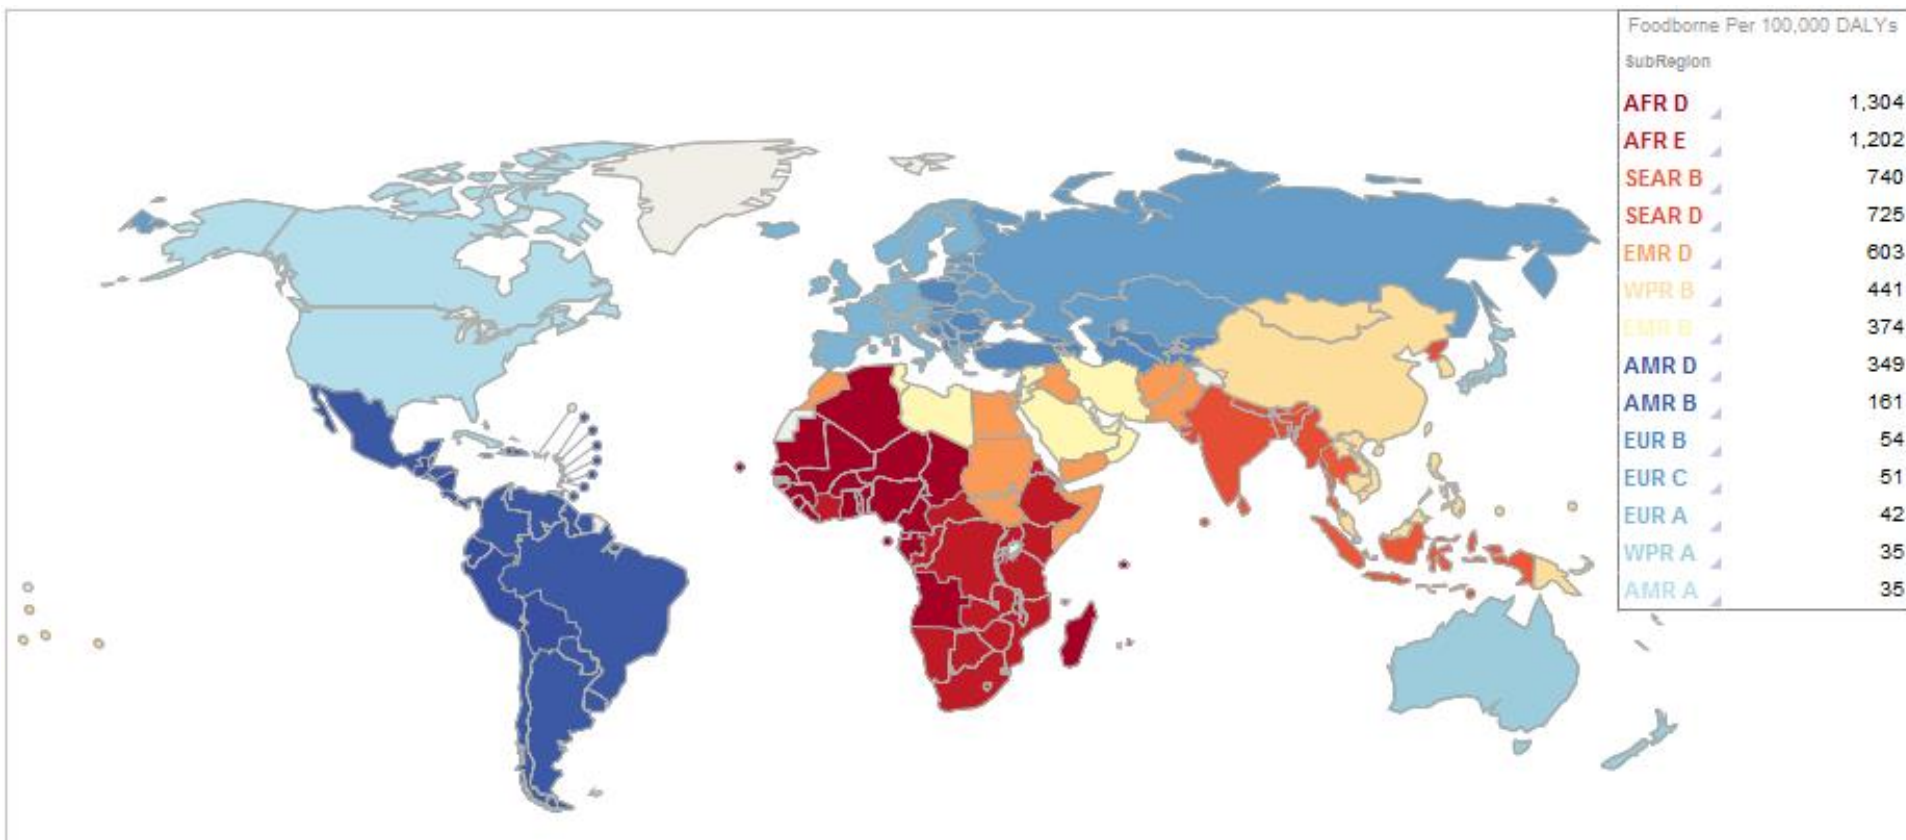 Foodborne Per 100,000 DALYs
SubRegion
AFR D 1,304
AFR E 1,202
SEAR B 740
SEAR D 725
EMR D 603
WPR B 441
EMR B 374
AMR D 349
AMR B 161
EUR B 54
EUR C 51
EUR A 42
WPR A 35
AMR A 35